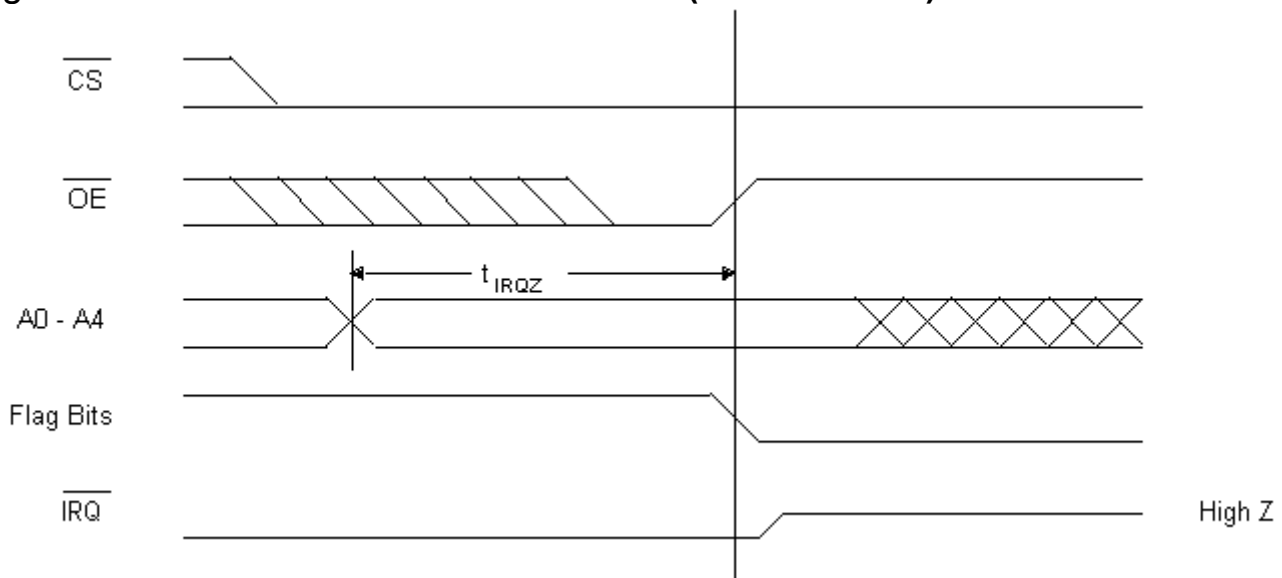 CS
OE
t IRQZ
A0 - A4
Flag Bits
IRQ
High Z